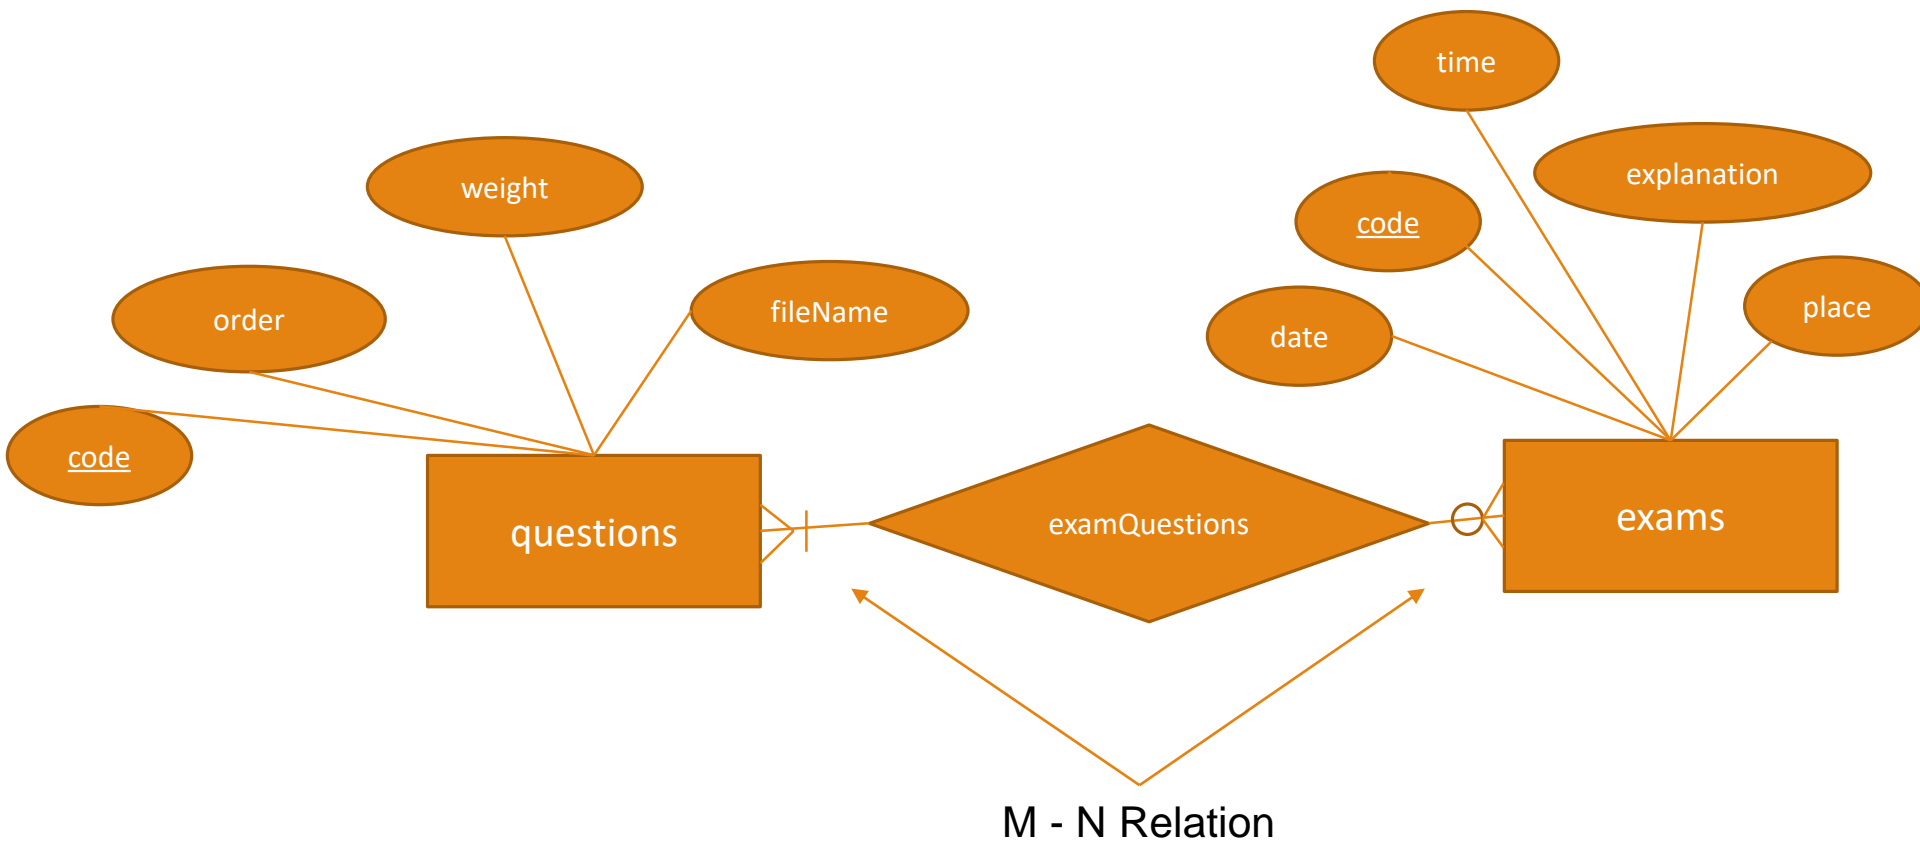 time
weight
explanation
code
order
fileName
place
date
code
questions
examQuestions
exams
M - N Relation